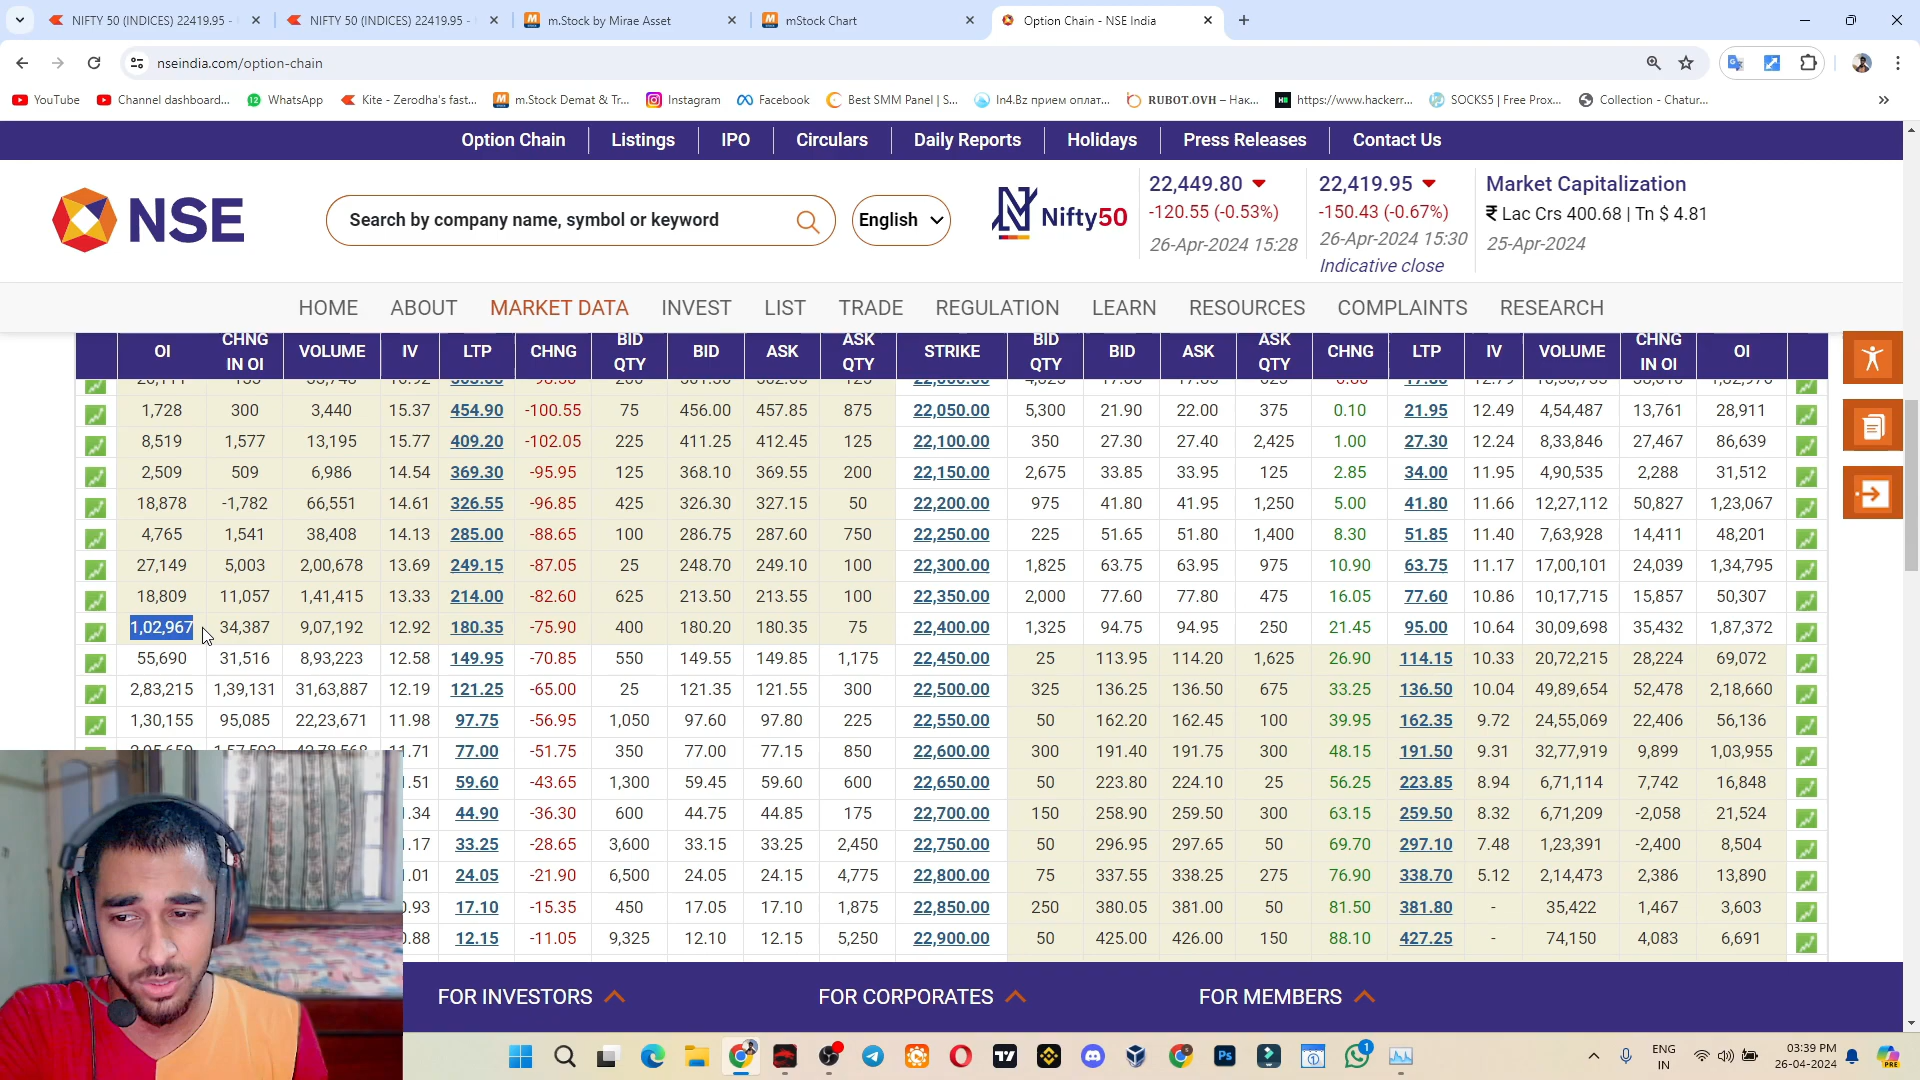 NIFTY 50 (INDICES) 22419.95 -
NIFTY 50 (INDICES) 22419.95 -
m.Stock by Mirae Asset
mStock Chart
Option Chain - NSE India
nseindia.com/option-chain
YouTube
Channel dashboard...
WhatsApp
Kite - Zerodha's fast...
m.Stock Demat & Tr...
Instagram
Facebook
Best SMM Panel | S...
In4.Bz прием оплат...
RUBOT.OVH – Нак...
https://www.hackerr...
SOCKS5 | Free Prox...
Collection - Chatur...
Option Chain
Listings
IPO
Circulars
Daily Reports
Holidays
Press Releases
Contact Us
NSE
Search by company name, symbol or keyword
English
Nifty50
22,449.80
-120.55 (-0.53%)
26-Apr-2024 15:28
22,419.95
-150.43 (-0.67%)
26-Apr-2024 15:30
Indicative close
Market Capitalization
₹ Lac Crs 400.68 | Tn $ 4.81
25-Apr-2024
HOME ABOUT MARKET DATA INVEST LIST TRADE REGULATION LEARN RESOURCES COMPLAINTS RESEARCH
OI CHNG IN OI VOLUME IV LTP CHNG BID QTY BID ASK ASK QTY STRIKE BID QTY BID ASK ASK QTY CHNG LTP IV VOLUME CHNG IN OI OI
1,728 300 3,440 15.37 454.90 -100.55 75 456.00 457.85 875 22,050.00 5,300 21.90 22.00 375 0.10 21.95 12.49 4,54,487 13,761 28,911
8,519 1,577 13,195 15.77 409.20 -102.05 225 411.25 412.45 125 22,100.00 350 27.30 27.40 2,425 1.00 27.30 12.24 8,33,846 27,467 86,639
2,509 509 6,986 14.54 369.30 -95.95 125 368.10 369.55 200 22,150.00 2,675 33.85 33.95 125 2.85 34.00 11.95 4,90,535 2,288 31,512
18,878 -1,782 66,551 14.61 326.55 -96.85 425 326.30 327.15 50 22,200.00 975 41.80 41.95 1,250 5.00 41.80 11.66 12,27,112 50,827 1,23,067
4,765 1,541 38,408 14.13 285.00 -88.65 100 286.75 287.60 750 22,250.00 225 51.65 51.80 1,400 8.30 51.85 11.40 7,63,928 14,411 48,201
27,149 5,003 2,00,678 13.69 249.15 -87.05 25 248.70 249.10 100 22,300.00 1,825 63.75 63.95 975 10.90 63.75 11.17 17,00,101 24,039 1,34,795
18,809 11,057 1,41,415 13.33 214.00 -82.60 625 213.50 213.55 100 22,350.00 2,000 77.60 77.80 475 16.05 77.60 10.86 10,17,715 15,857 50,307
1,02,967 34,387 9,07,192 12.92 180.35 -75.90 400 180.20 180.35 75 22,400.00 1,325 94.75 94.95 250 21.45 95.00 10.64 30,09,698 35,432 1,87,372
55,690 31,516 8,93,223 12.58 149.95 -70.85 550 149.55 149.85 1,175 22,450.00 25 113.95 114.20 1,625 26.90 114.15 10.33 20,72,215 28,224 69,072
2,83,215 1,39,131 31,63,887 12.19 121.25 -65.00 25 121.35 121.55 300 22,500.00 325 136.25 136.50 675 33.25 136.50 10.04 49,89,654 52,478 2,18,660
1,30,155 95,085 22,23,671 11.98 97.75 -56.95 1,050 97.60 97.80 225 22,550.00 50 162.20 162.45 100 39.95 162.35 9.72 24,55,069 22,406 56,136
77.00 -51.75 350 77.00 77.15 850 22,600.00 300 191.40 191.75 300 48.15 191.50 9.31 32,77,919 9,899 1,03,955
.51 59.60 -43.65 1,300 59.45 59.60 600 22,650.00 50 223.80 224.10 25 56.25 223.85 8.94 6,71,114 7,742 16,848
.34 44.90 -36.30 600 44.75 44.85 175 22,700.00 150 258.90 259.50 300 63.15 259.50 8.32 6,71,209 -2,058 21,524
.17 33.25 -28.65 3,600 33.15 33.25 2,450 22,750.00 50 296.95 297.65 50 69.70 297.10 7.48 1,23,391 -2,400 8,504
.01 24.05 -21.90 6,500 24.05 24.15 4,775 22,800.00 75 337.55 338.25 275 76.90 338.70 5.12 2,14,473 2,386 13,890
.93 17.10 -15.35 450 17.05 17.10 1,875 22,850.00 250 380.05 381.00 50 81.50 381.80 - 35,422 1,467 3,603
.88 12.15 -11.05 9,325 12.10 12.15 5,250 22,900.00 50 425.00 426.00 150 88.10 427.25 - 74,150 4,083 6,691
FOR INVESTORS
FOR CORPORATES
FOR MEMBERS
ENG
IN
03:39 PM
26-04-2024